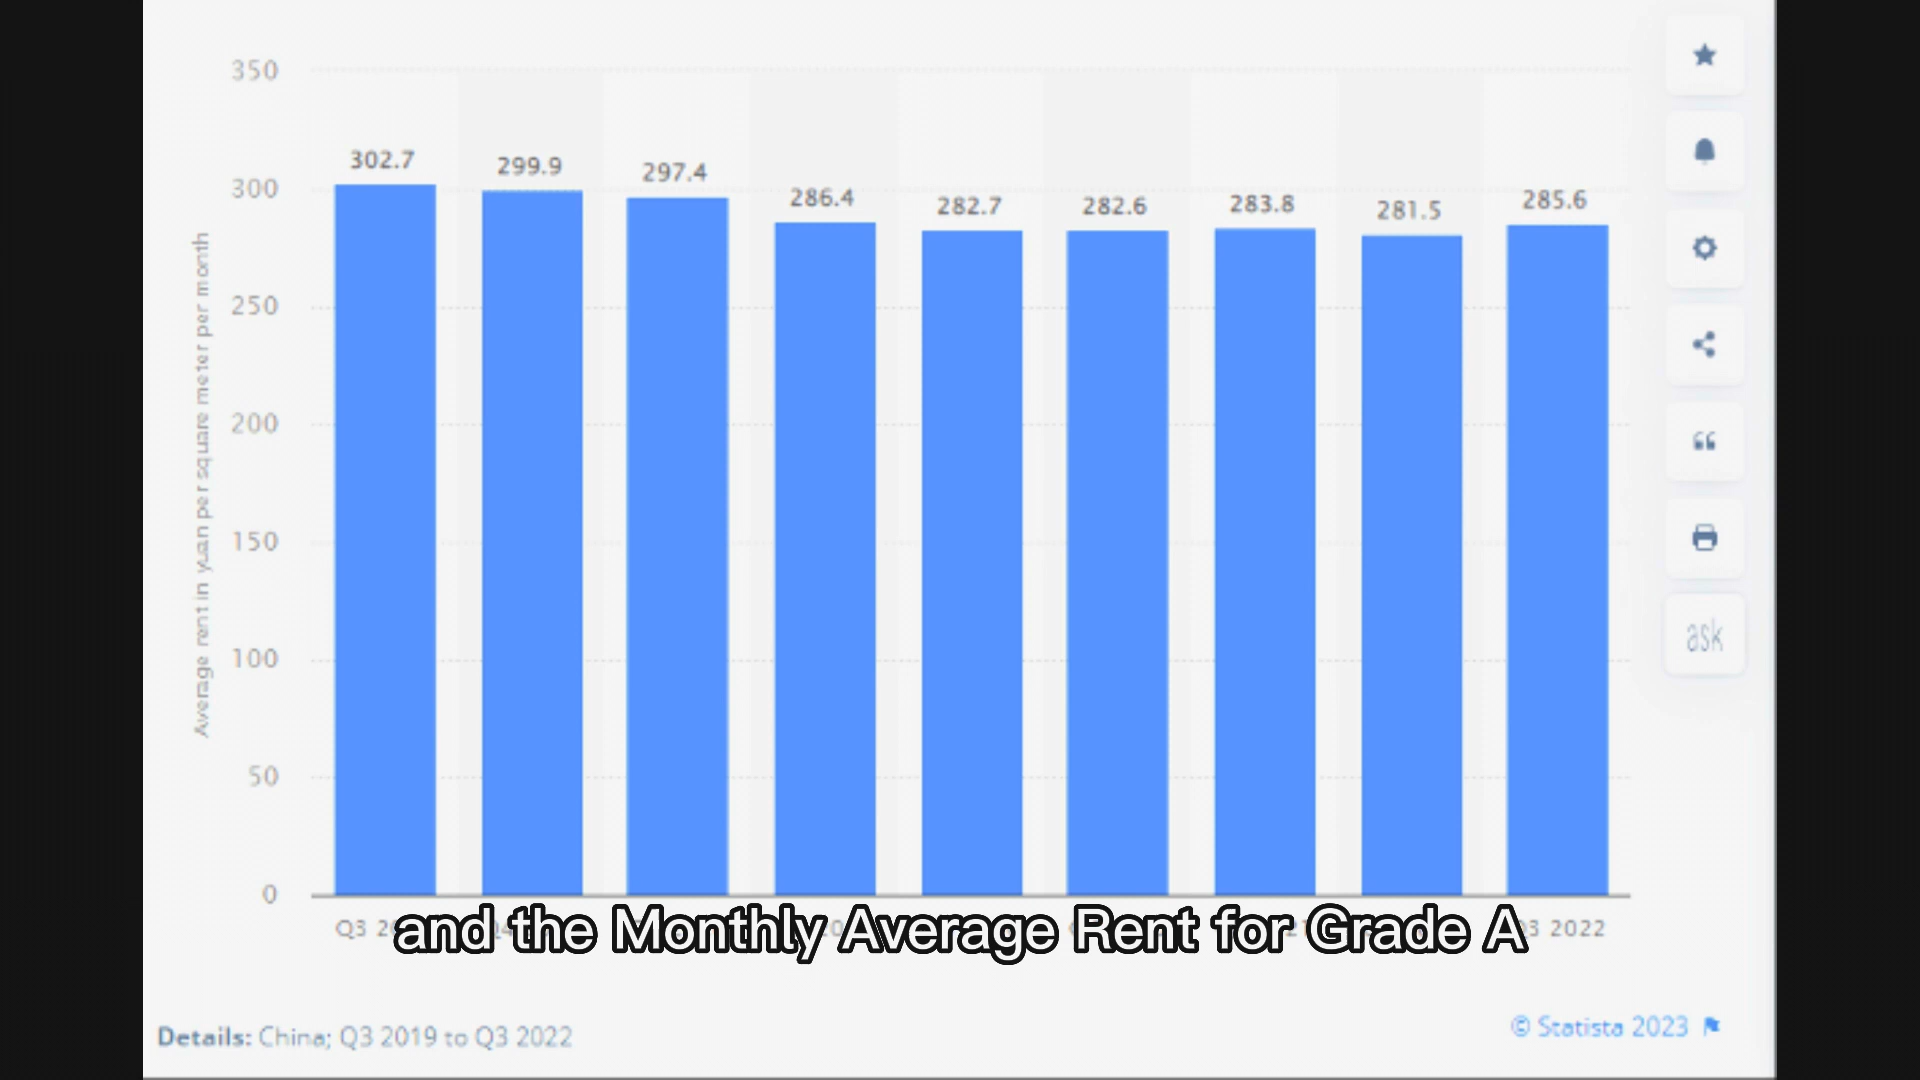 350
300
250
200
150
100
50
0
Average rent in yuan per square meter per month
302.7
299.9
297.4
286.4
282.7
282.6
283.8
281.5
285.6
Q3 2022
and the Monthly Average Rent for Grade A
ask
Details: China; Q3 2019 to Q3 2022
© Statista 2023